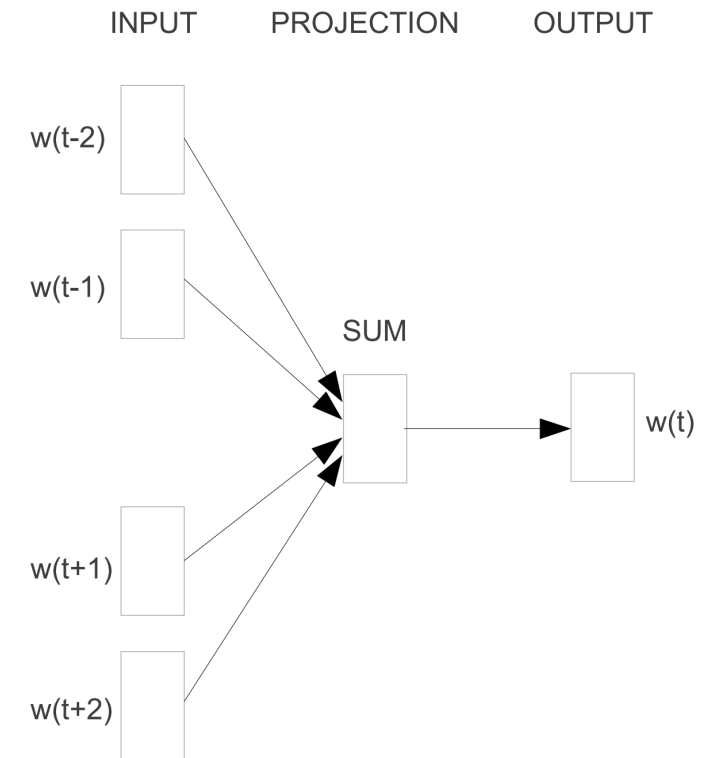 INPUT PROJECTION OUTPUT
w(t-2)
w(t-1)
SUM
w(t)
w(t+1)
w(t+2)